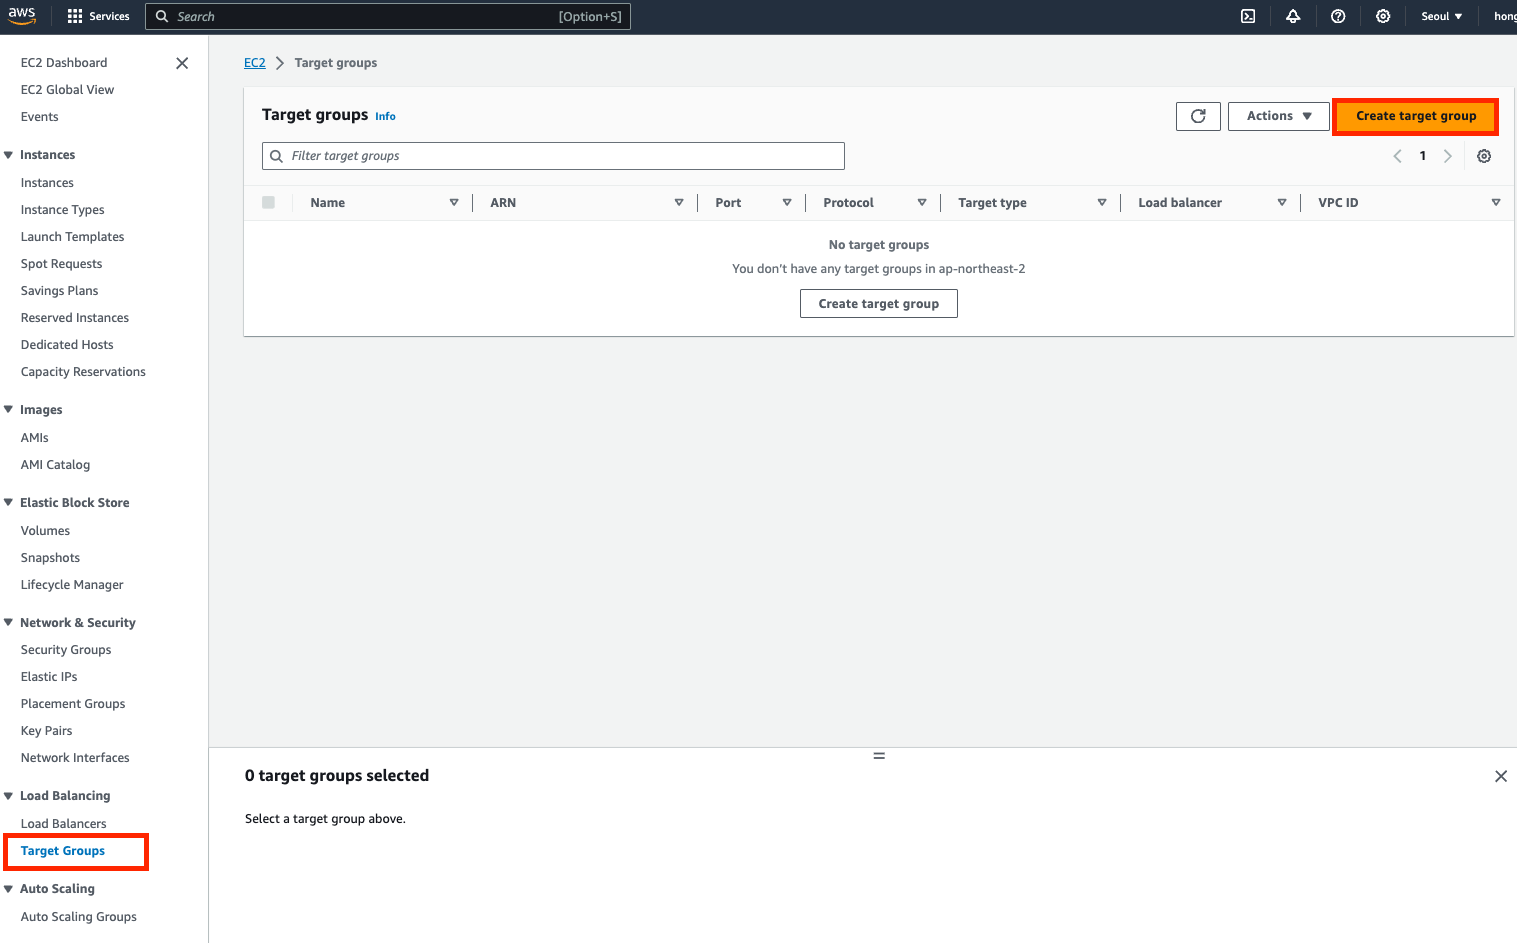 aws
Services
Search
[Option+S]
Seoul
hong
EC2 Dashboard
EC2 Global View
Events
Instances
Instances
Instance Types
Launch Templates
Spot Requests
Savings Plans
Reserved Instances
Dedicated Hosts
Capacity Reservations
Images
AMIs
AMI Catalog
Elastic Block Store
Volumes
Snapshots
Lifecycle Manager
Network & Security
Security Groups
Elastic IPs
Placement Groups
Key Pairs
Network Interfaces
Load Balancing
Load Balancers
Target Groups
Auto Scaling
Auto Scaling Groups
EC2 > Target groups
Target groups Info
Actions
Create target group
Filter target groups
1
Name ARN Port Protocol Target type Load balancer VPC ID
No target groups
You don't have any target groups in ap-northeast-2
Create target group
0 target groups selected
Select a target group above.